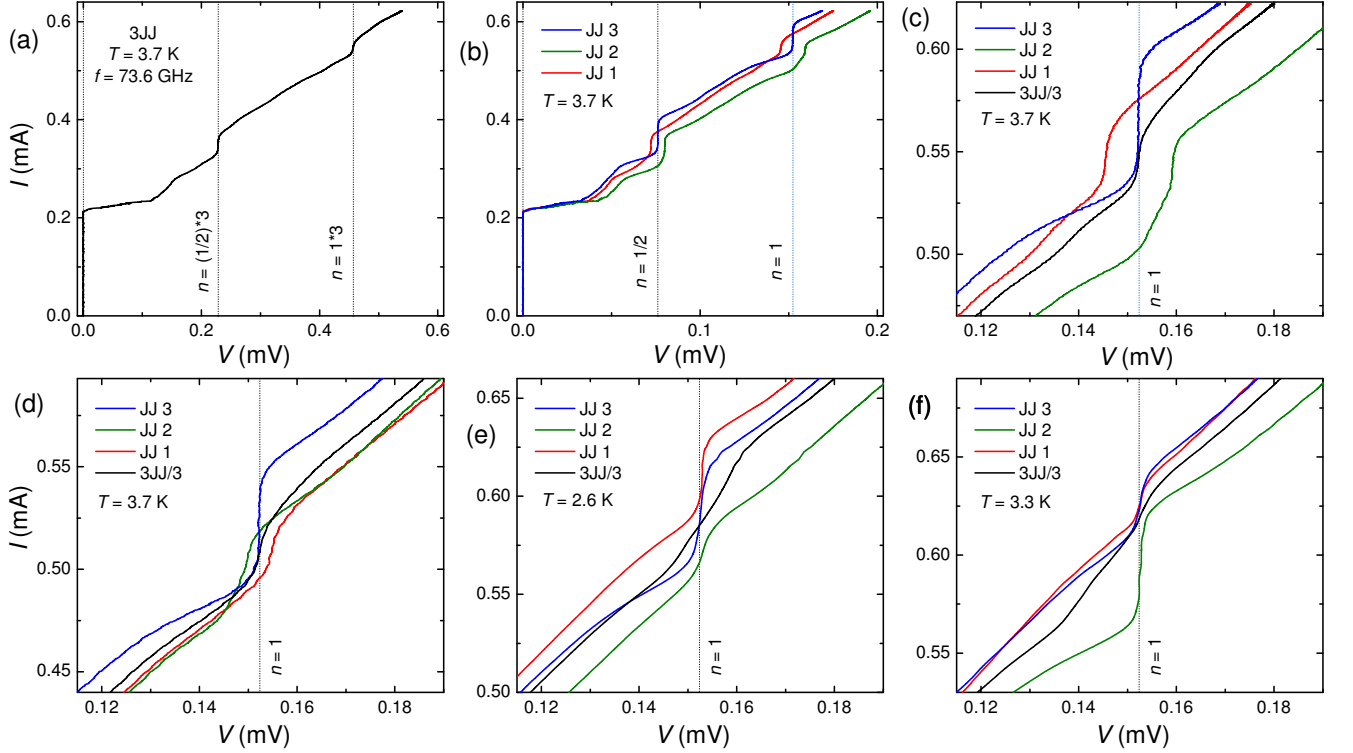 (a)
3JJ
T = 3.7 K
f = 73.6 GHz
n = (1/2)*3
n = 1*3
0.6
0.4
0.2
0.0
0.0 0.2 0.4 0.6
I (mA)
V (mV)
(b)
JJ 3
JJ 2
JJ 1
T = 3.7 K
n = 1/2
n = 1
0.6
0.4
0.2
0.0
0.0 0.1 0.2
V (mV)
(c)
JJ 3
JJ 2
JJ 1
3JJ/3
T = 3.7 K
n = 1
0.60
0.55
0.50
0.12 0.14 0.16 0.18
V (mV)
(d)
JJ 3
JJ 2
JJ 1
3JJ/3
T = 3.7 K
n = 1
0.55
0.50
0.45
0.12 0.14 0.16 0.18
I (mA)
V (mV)
(e)
JJ 3
JJ 2
JJ 1
3JJ/3
T = 2.6 K
n = 1
0.65
0.60
0.55
0.50
0.12 0.14 0.16 0.18
V (mV)
(f)
JJ 3
JJ 2
JJ 1
3JJ/3
T = 3.3 K
n = 1
0.65
0.60
0.55
0.12 0.14 0.16 0.18
V (mV)